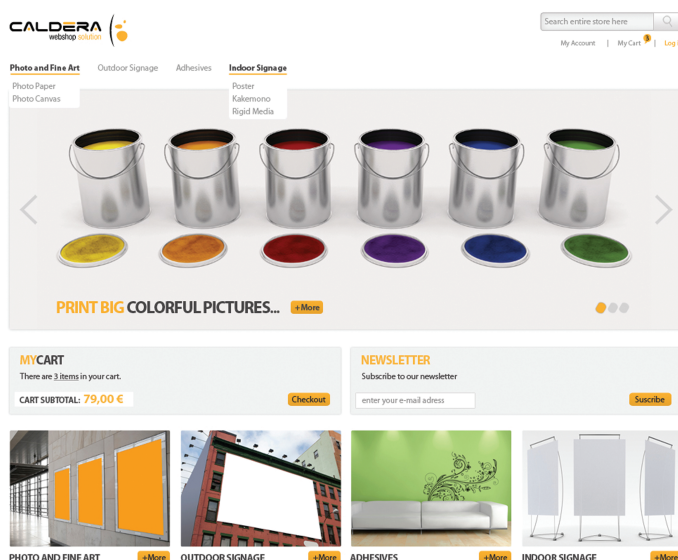 CALDERA
webshop solution
Search entire store here
My Account | My Cart 3 | Log
Photo and Fine Art Outdoor Signage Adhesives Indoor Signage
Photo Paper
Photo Canvas
Poster
Kakemono
Rigid Media
PRINT BIG COLORFUL PICTURES... +More
MYCART
There are 3 items in your cart.
CART SUBTOTAL: 79,00 €
Checkout
NEWSLETTER
Subscribe to our newsletter
enter your e-mail adress
Suscribe
PHOTO AND FINE ART +More
OUTDOOR SIGNAGE +More
ADHESIVES +More
INDOOR SIGNAGE +More